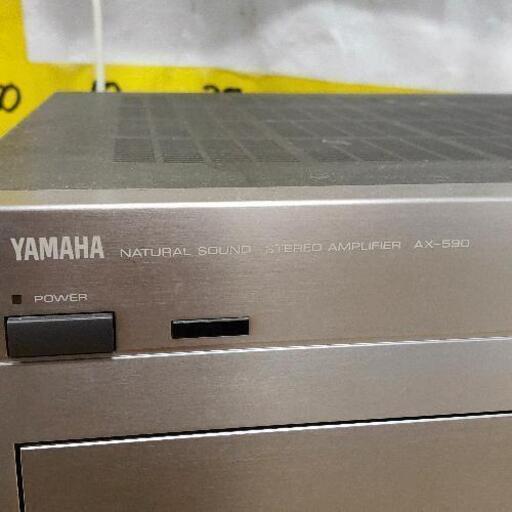 YAMAHA NATURAL SOUND STEREO AMPLIFIER AX-590
POWER